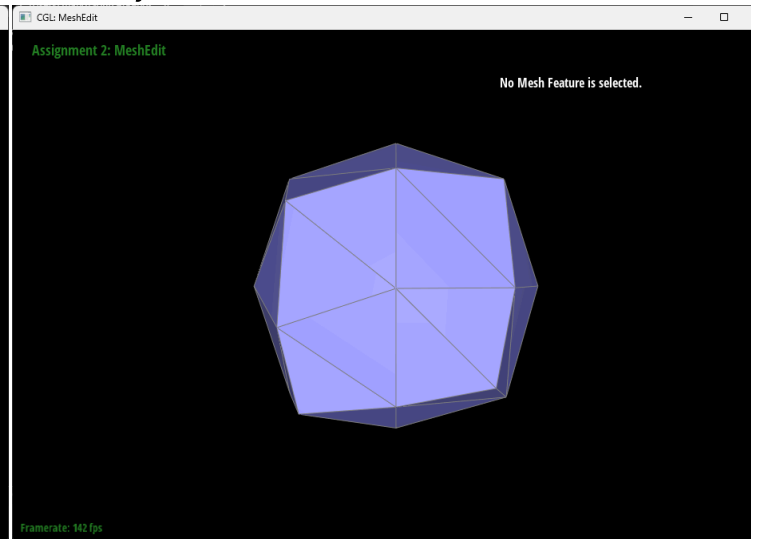 CGL: MeshEdit
Assignment 2: MeshEdit
No Mesh Feature is selected.
Framerate: 142 fps